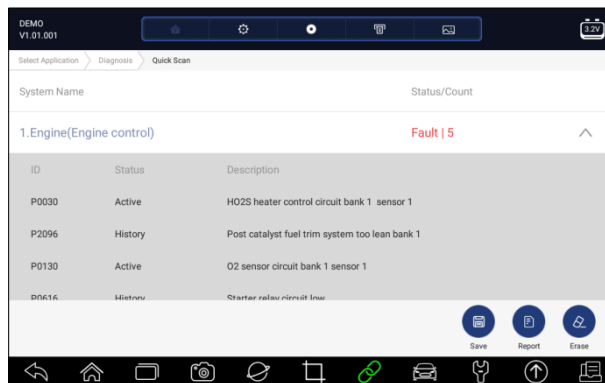 DEMO
V1.01.001
3.2V
Select Application Diagnosis Quick Scan
System Name Status/Count
1.Engine(Engine control) Fault | 5
ID Status Description
P0030 Active HO2S heater control circuit bank 1 sensor 1
P2096 History Post catalyst fuel trim system too lean bank 1
P0130 Active O2 sensor circuit bank 1 sensor 1
P0616 History Starter relay circuit low
Save Report Erase